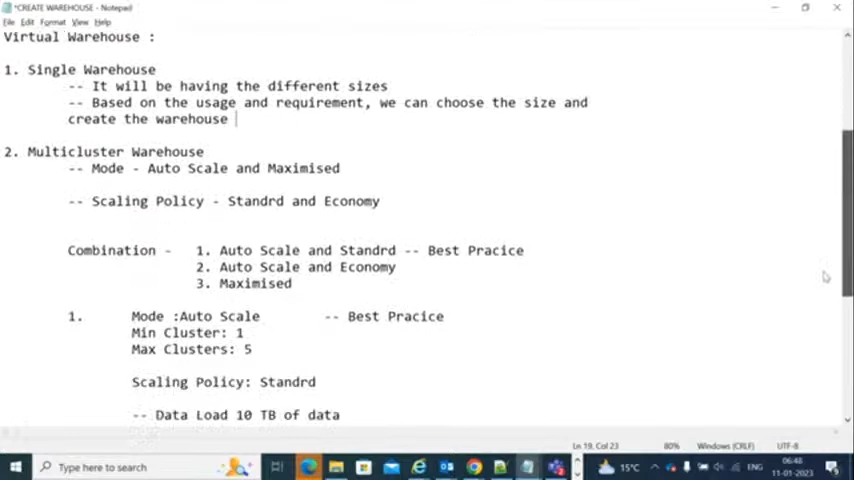 *CREATE WAREHOUSE - Notepad
File Edit Format View Help
Virtual Warehouse :
1. Single Warehouse
-- It will be having the different sizes
-- Based on the usage and requirement, we can choose the size and
create the warehouse
2. Multicluster Warehouse
-- Mode - Auto Scale and Maximised
-- Scaling Policy - Standrd and Economy
Combination - 1. Auto Scale and Standrd -- Best Pracice
2. Auto Scale and Economy
3. Maximised
1. Mode :Auto Scale -- Best Pracice
Min Cluster: 1
Max Clusters: 5
Scaling Policy: Standrd
-- Data Load 10 TB of data
Ln 19, Col 23 80% Windows (CRLF) UTF-8
Type here to search 15°C ENG 06:48
11-01-2023